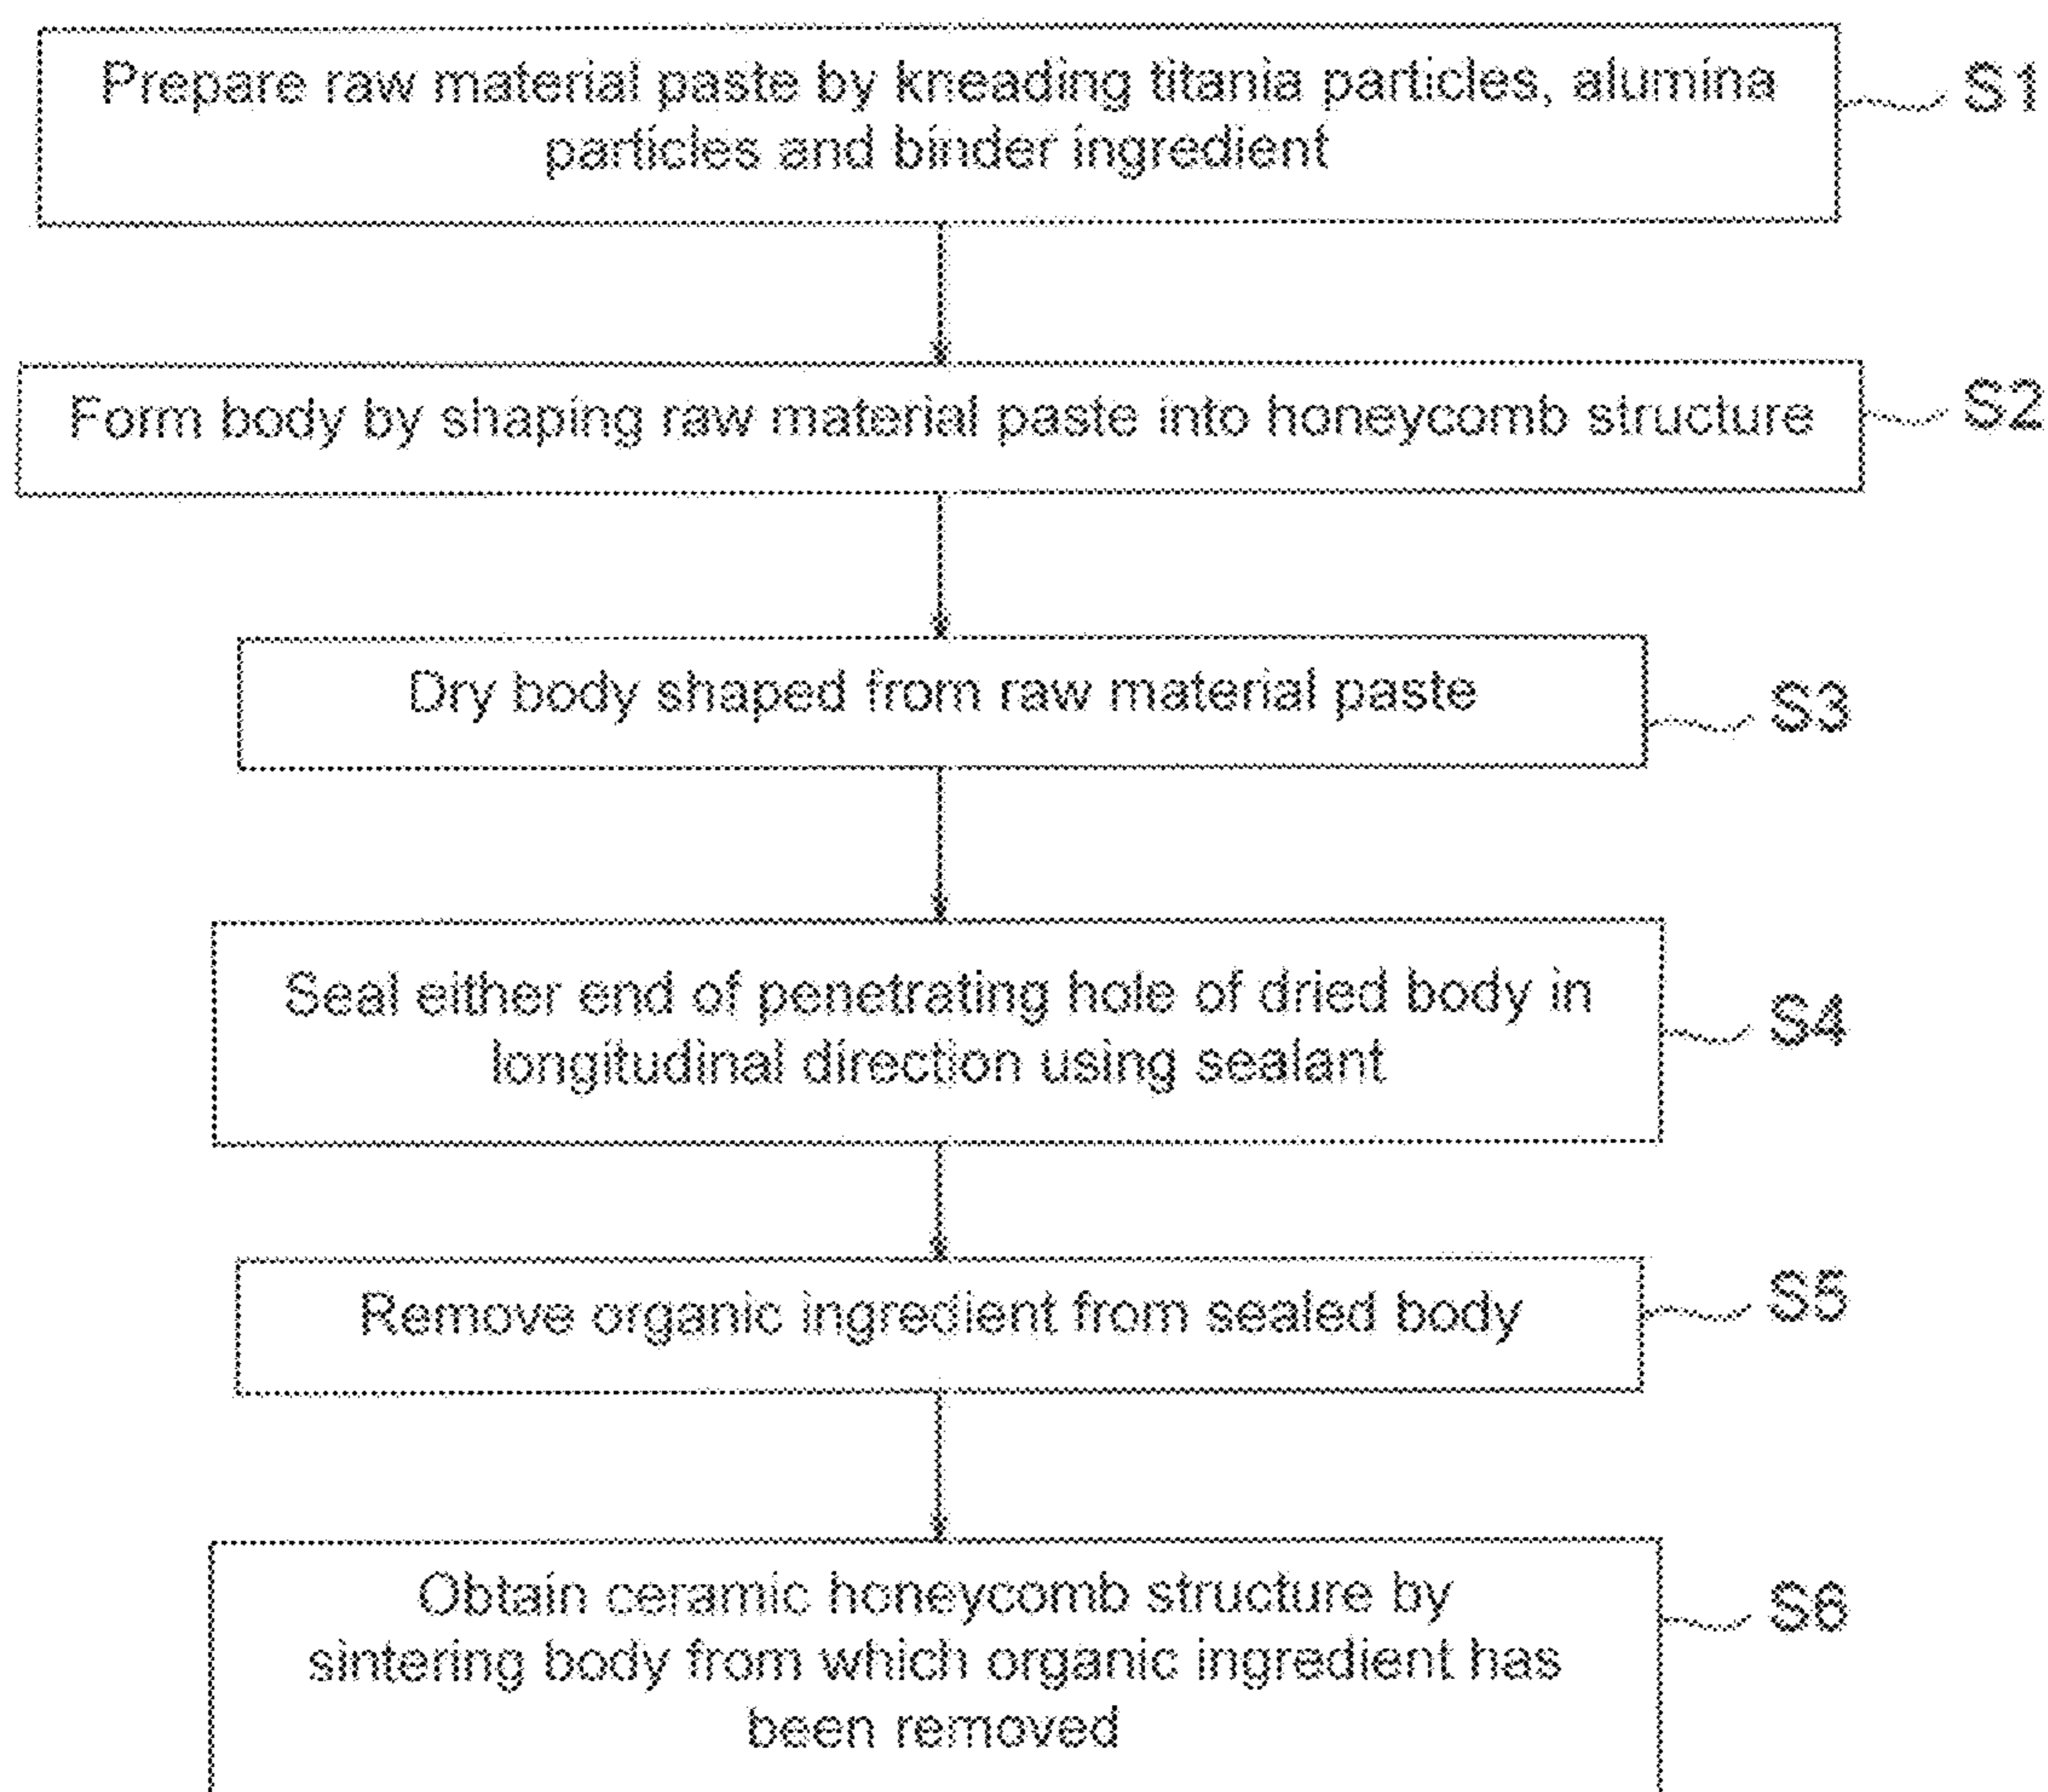 Prepare raw material paste by kneading titania particles, alumina
particles and binder ingredient
S1
Form body by shaping raw material paste into honeycomb structure
S2
Dry body shaped from raw material paste
S3
Seal either end of penetrating hole of dried body in
longitudinal direction using sealant
S4
Remove organic ingredient from sealed body
S5
Obtain ceramic honeycomb structure by
sintering body from which organic ingredient has
been removed
S6